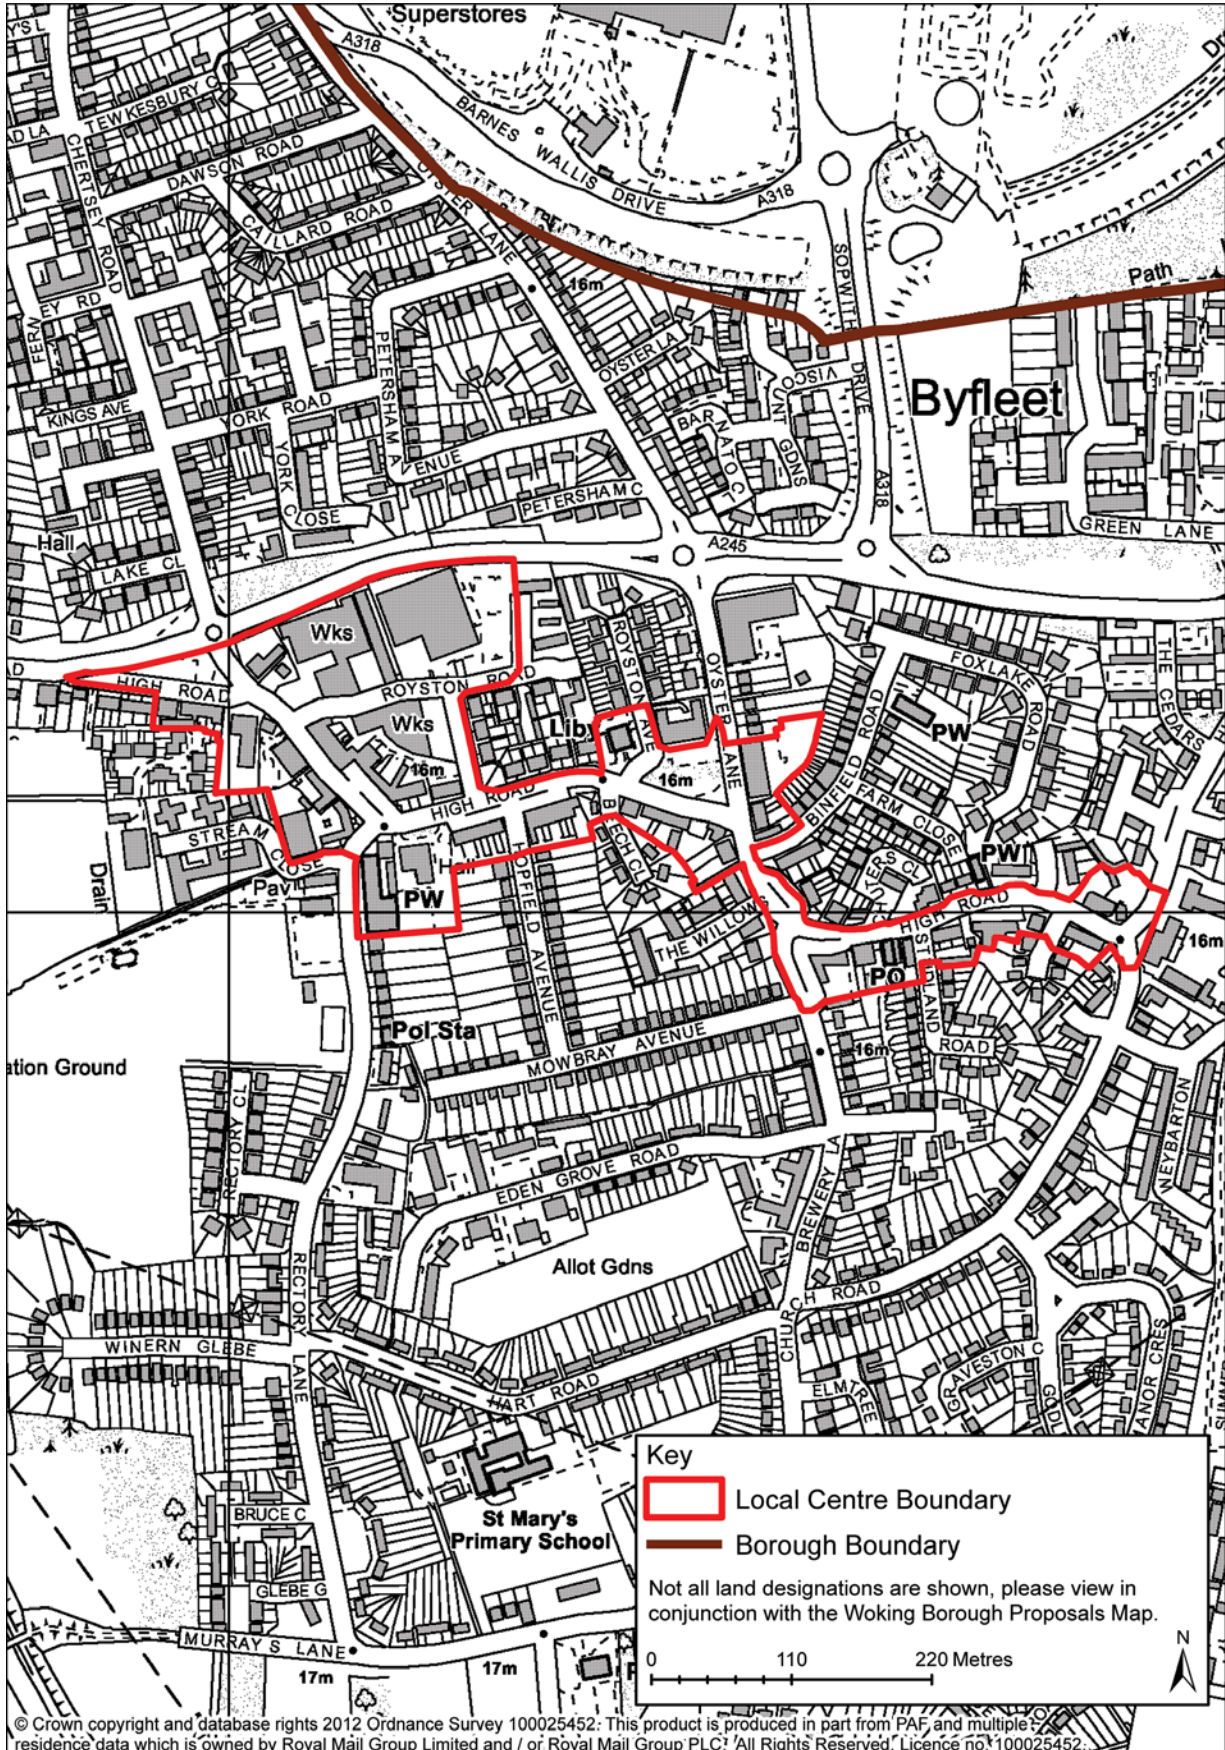 Superstores
A318
BARNES WALLIS DRIVE
A318
TEWKESBURY C
CHERTSEY ROAD
DAWSON ROAD
CAILLARD ROAD
OYSTER LANE
16m
SOPWITH DRIVE
A318
Path
Byfleet
KINGS AVE
YORK ROAD
YORK CLOSE
PETERSHAM AVENUE
OYSTER LA
BARNATO C
GDNS
PETERSHAM C
A245
GREEN LANE
Hall
LAKE CL
HIGH ROAD
Wks
ROYSTON ROAD
Wks
16m
ROYSTON AVE
Liby
OYSTER LANE
16m
FOXLAKE ROAD
THE CEDARS
PW
BINFIELD ROAD
FARM CLOSE
PW
HIGH ROAD
BEECH CL
STREAM CLOSE
Drain
Pav
Hall
PW
HOPFIELD AVENUE
THE WILLOWS
HIGH ROAD
PO
ROAD
16m
Pol Sta
MOWBRAY AVENUE
16m
ation Ground
RECTORY CL
WEYBARTON
EDEN GROVE ROAD
BREWERY LA
Allot Gdns
RECTORY LANE
WINERN GLEBE
HART ROAD
CHURCH ROAD
ELMTREE
GRAVESTON C
MANOR CRES
St Mary's
Primary School
BRUCE C
GLEBE G
MURRAY S LANE
17m
17m
Key
Local Centre Boundary
Borough Boundary
Not all land designations are shown, please view in
conjunction with the Woking Borough Proposals Map.
N
0 110 220 Metres
© Crown copyright and database rights 2012 Ordnance Survey 100025452. This product is produced in part from PAF and multiple
residence data which is owned by Royal Mail Group Limited and / or Royal Mail Group PLC. All Rights Reserved. Licence no. 100025452.